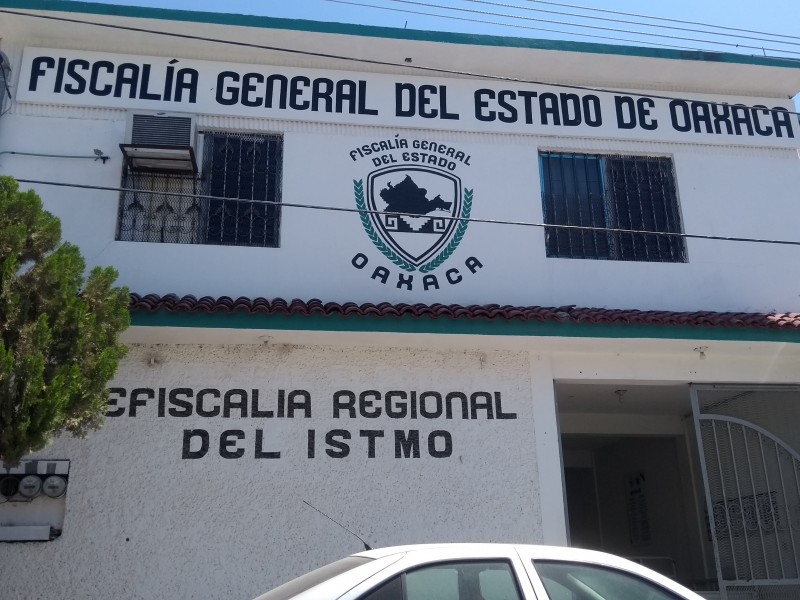 FISCALÍA GENERAL DEL ESTADO DE OAXACA
FISCALÍA GENERAL
DEL ESTADO
OAXACA
EFISCALIA REGIONAL
DEL ISTMO